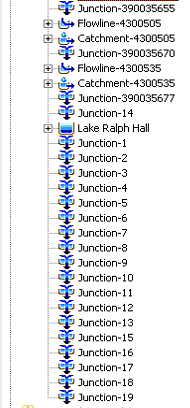 Junction-390035655
Flowline-4300505
Catchment-4300505
Junction-390035670
Flowline-4300535
Catchment-4300535
Junction-390035677
Junction-14
Lake Ralph Hall
Junction-1
Junction-2
Junction-3
Junction-4
Junction-5
Junction-6
Junction-7
Junction-8
Junction-9
Junction-10
Junction-11
Junction-12
Junction-13
Junction-15
Junction-16
Junction-17
Junction-18
Junction-19